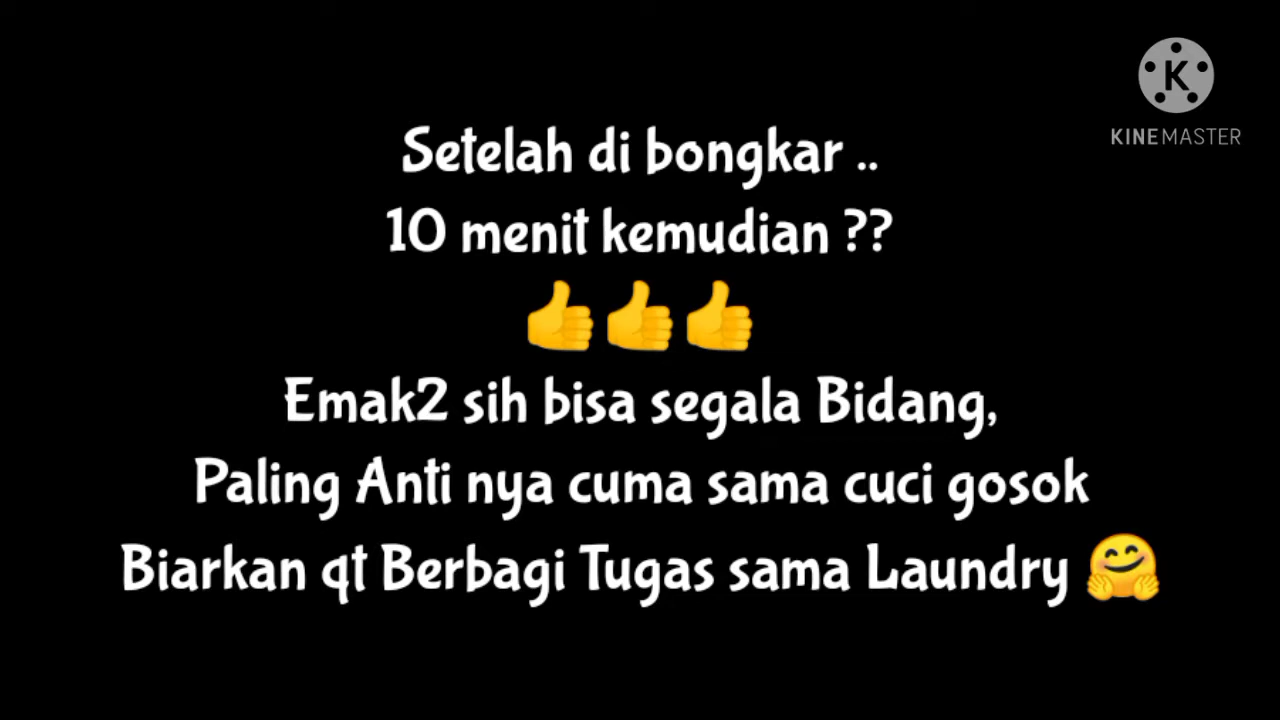 KINEMASTER
Setelah di bongkar ..
10 menit kemudian ??
👍👍👍
Emak2 sih bisa segala Bidang,
Paling Anti nya cuma sama cuci gosok
Biarkan qt Berbagi Tugas sama Laundry 🤗